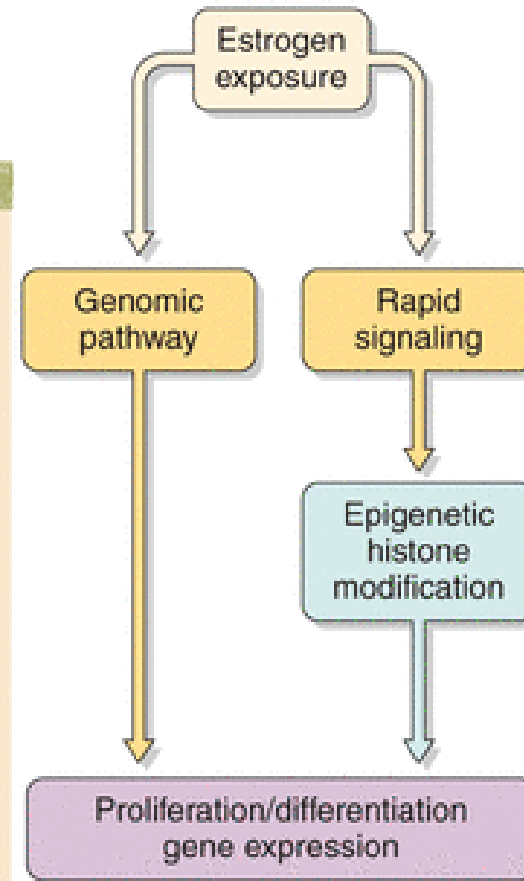 Estrogen
exposure
Genomic
pathway
Rapid
signaling
Epigenetic
histone
modification
Proliferation/differentiation
gene expression